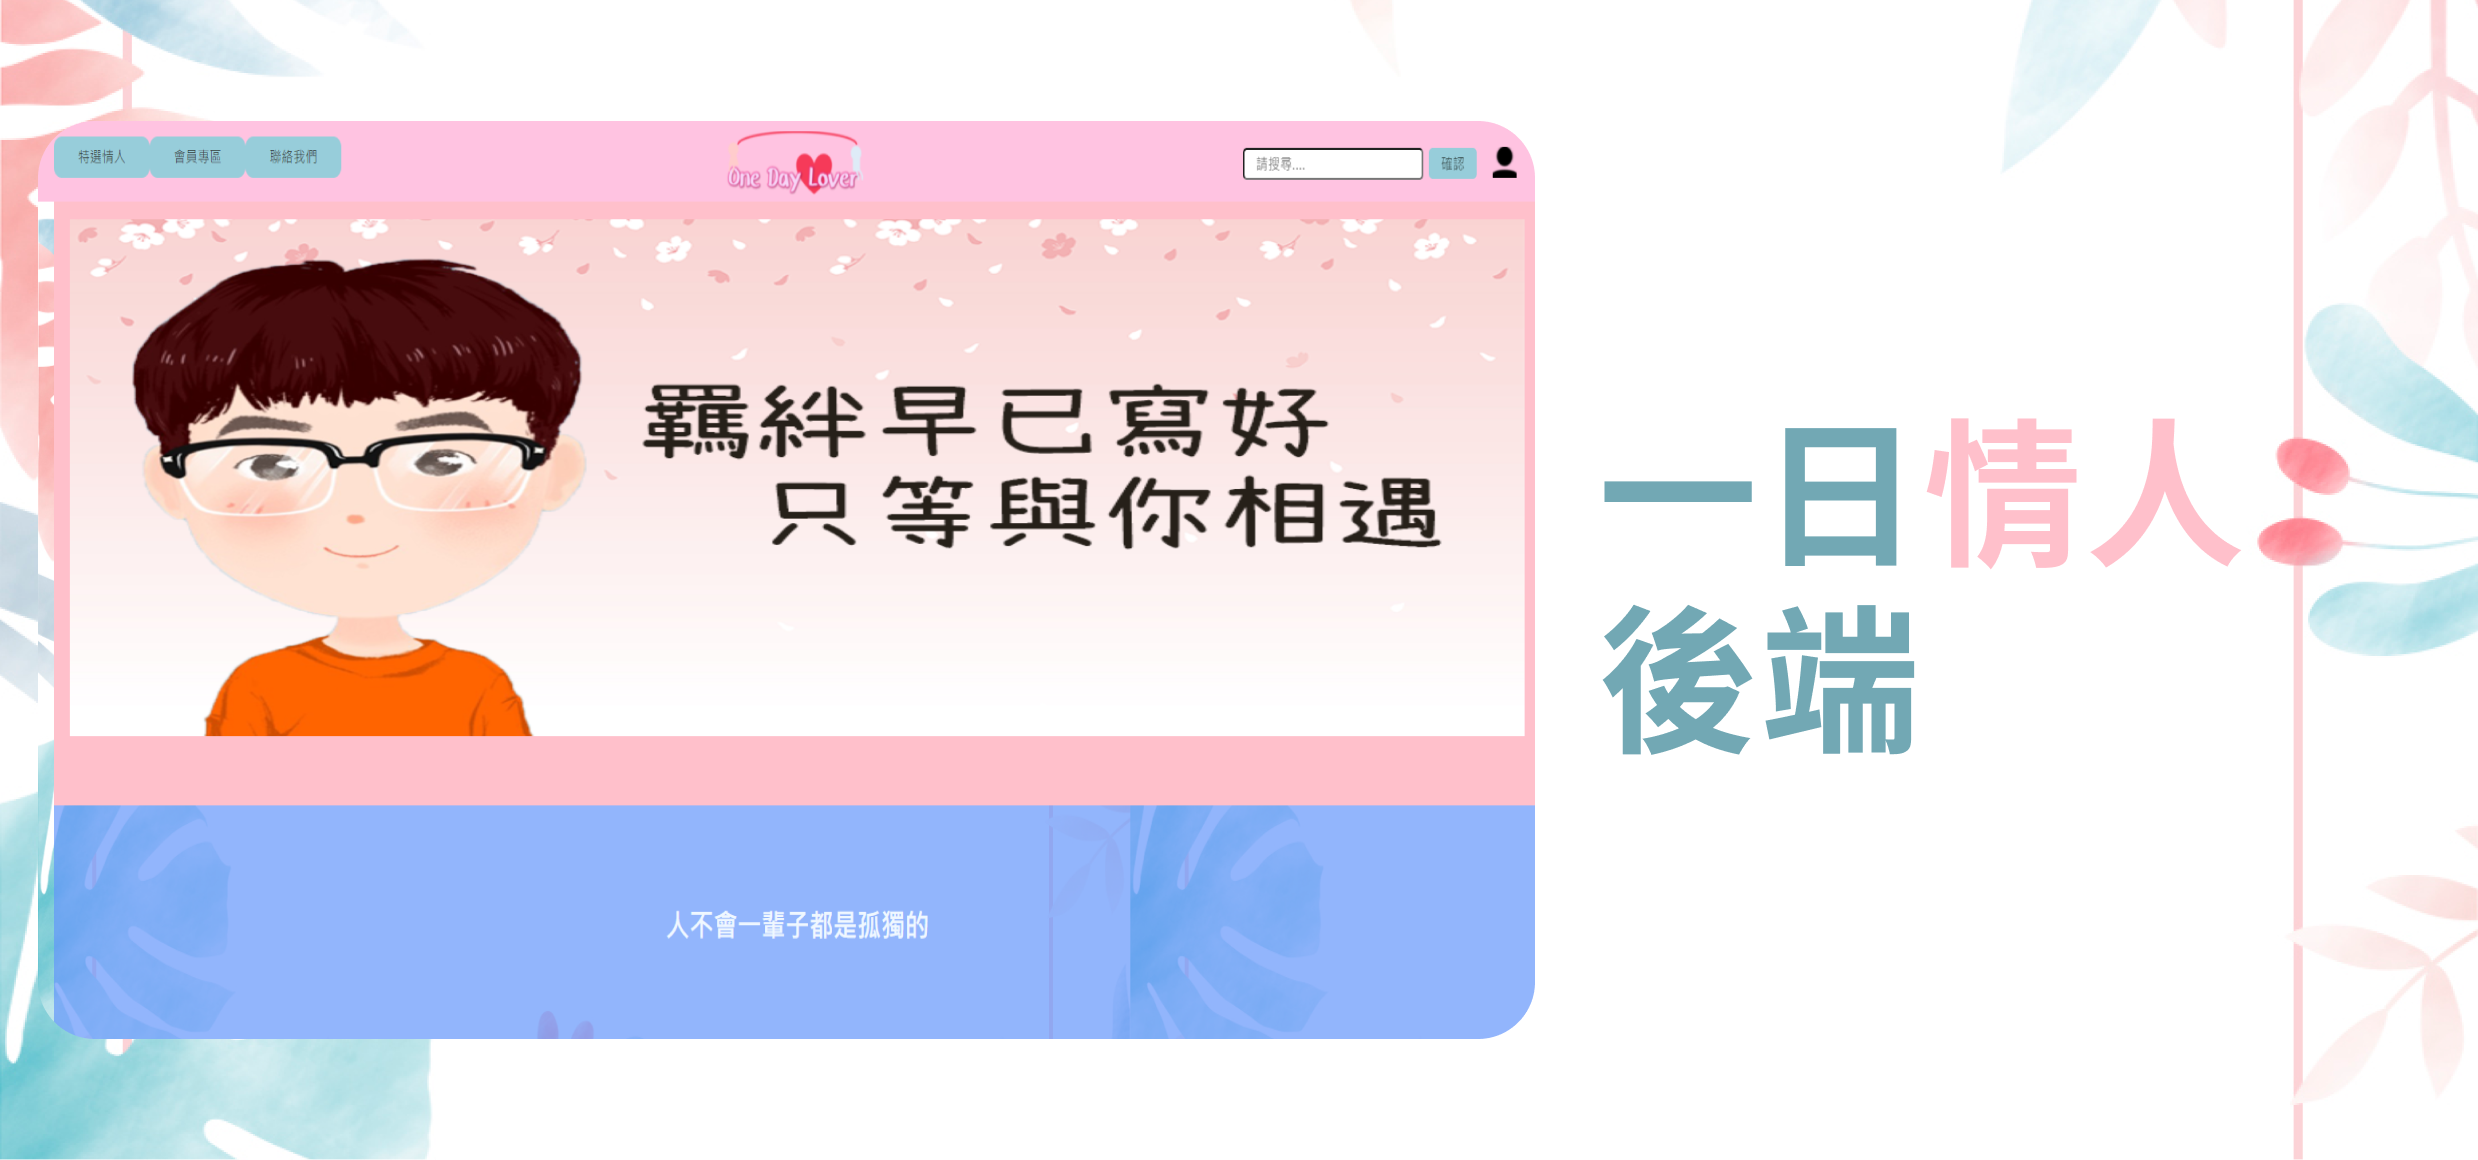 特選情人 會員專區 聯絡我們
One Day Lover
請搜尋....
確認
羈絆早已寫好
只等與你相遇
人不會一輩子都是孤獨的
一日情人
後端